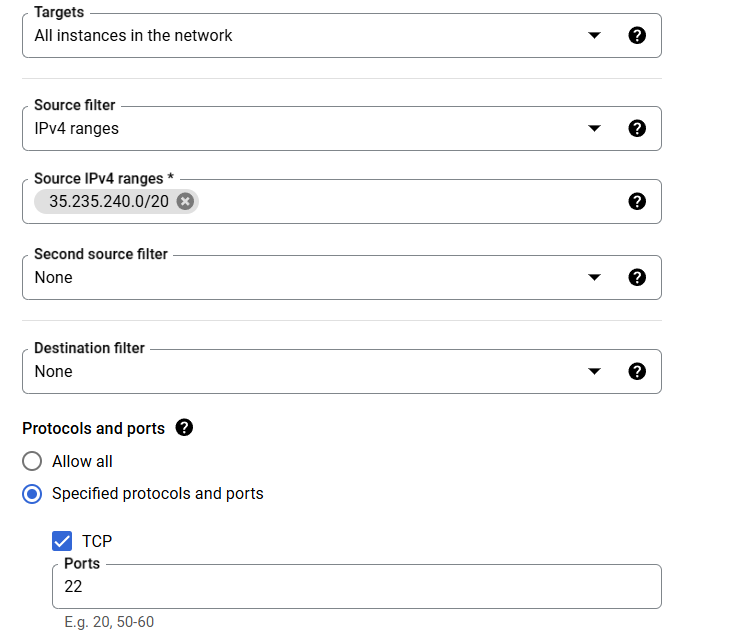 Targets
All instances in the network
Source filter
IPv4 ranges
Source IPv4 ranges *
35.235.240.0/20
Second source filter
None
Destination filter
None
Protocols and ports
Allow all
Specified protocols and ports
TCP
Ports
22
E.g. 20, 50-60